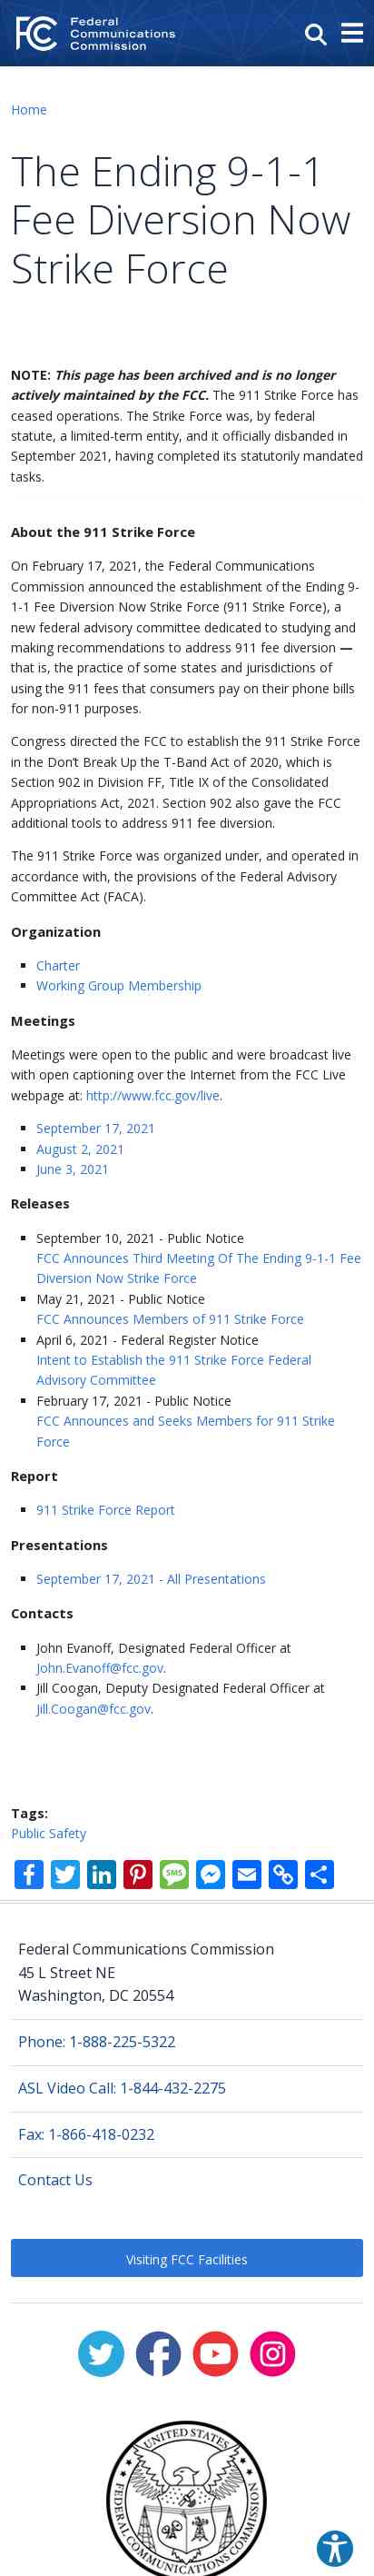 Federal
Communications
Commission
Home
The Ending 9-1-1
Fee Diversion Now
Strike Force
NOTE: This page has been archived and is no longer
actively maintained by the FCC. The 911 Strike Force has
ceased operations. The Strike Force was, by federal
statute, a limited-term entity, and it officially disbanded in
September 2021, having completed its statutorily mandated
tasks.
About the 911 Strike Force
On February 17, 2021, the Federal Communications
Commission announced the establishment of the Ending 9-
1-1 Fee Diversion Now Strike Force (911 Strike Force), a
new federal advisory committee dedicated to studying and
making recommendations to address 911 fee diversion —
that is, the practice of some states and jurisdictions of
using the 911 fees that consumers pay on their phone bills
for non-911 purposes.
Congress directed the FCC to establish the 911 Strike Force
in the Don’t Break Up the T-Band Act of 2020, which is
Section 902 in Division FF, Title IX of the Consolidated
Appropriations Act, 2021. Section 902 also gave the FCC
additional tools to address 911 fee diversion.
The 911 Strike Force was organized under, and operated in
accordance with, the provisions of the Federal Advisory
Committee Act (FACA).
Organization
Charter
Working Group Membership
Meetings
Meetings were open to the public and were broadcast live
with open captioning over the Internet from the FCC Live
webpage at: http://www.fcc.gov/live.
September 17, 2021
August 2, 2021
June 3, 2021
Releases
September 10, 2021 - Public Notice
FCC Announces Third Meeting Of The Ending 9-1-1 Fee
Diversion Now Strike Force
May 21, 2021 - Public Notice
FCC Announces Members of 911 Strike Force
April 6, 2021 - Federal Register Notice
Intent to Establish the 911 Strike Force Federal
Advisory Committee
February 17, 2021 - Public Notice
FCC Announces and Seeks Members for 911 Strike
Force
Report
911 Strike Force Report
Presentations
September 17, 2021 - All Presentations
Contacts
John Evanoff, Designated Federal Officer at
John.Evanoff@fcc.gov.
Jill Coogan, Deputy Designated Federal Officer at
Jill.Coogan@fcc.gov.
Tags:
Public Safety
SMS
Federal Communications Commission
45 L Street NE
Washington, DC 20554
Phone: 1-888-225-5322
ASL Video Call: 1-844-432-2275
Fax: 1-866-418-0232
Contact Us
Visiting FCC Facilities
UNITED STATES
FEDERAL COMMUNICATIONS COMMISSION